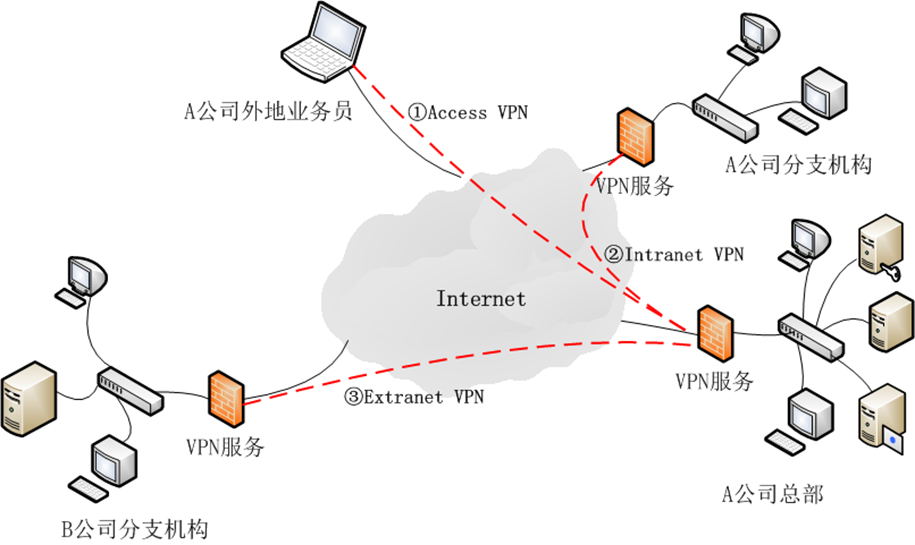 A公司外地业务员
①Access VPN
A公司分支机构
VPN服务
②Intranet VPN
Internet
VPN服务
③Extranet VPN
VPN服务
A公司总部
B公司分支机构